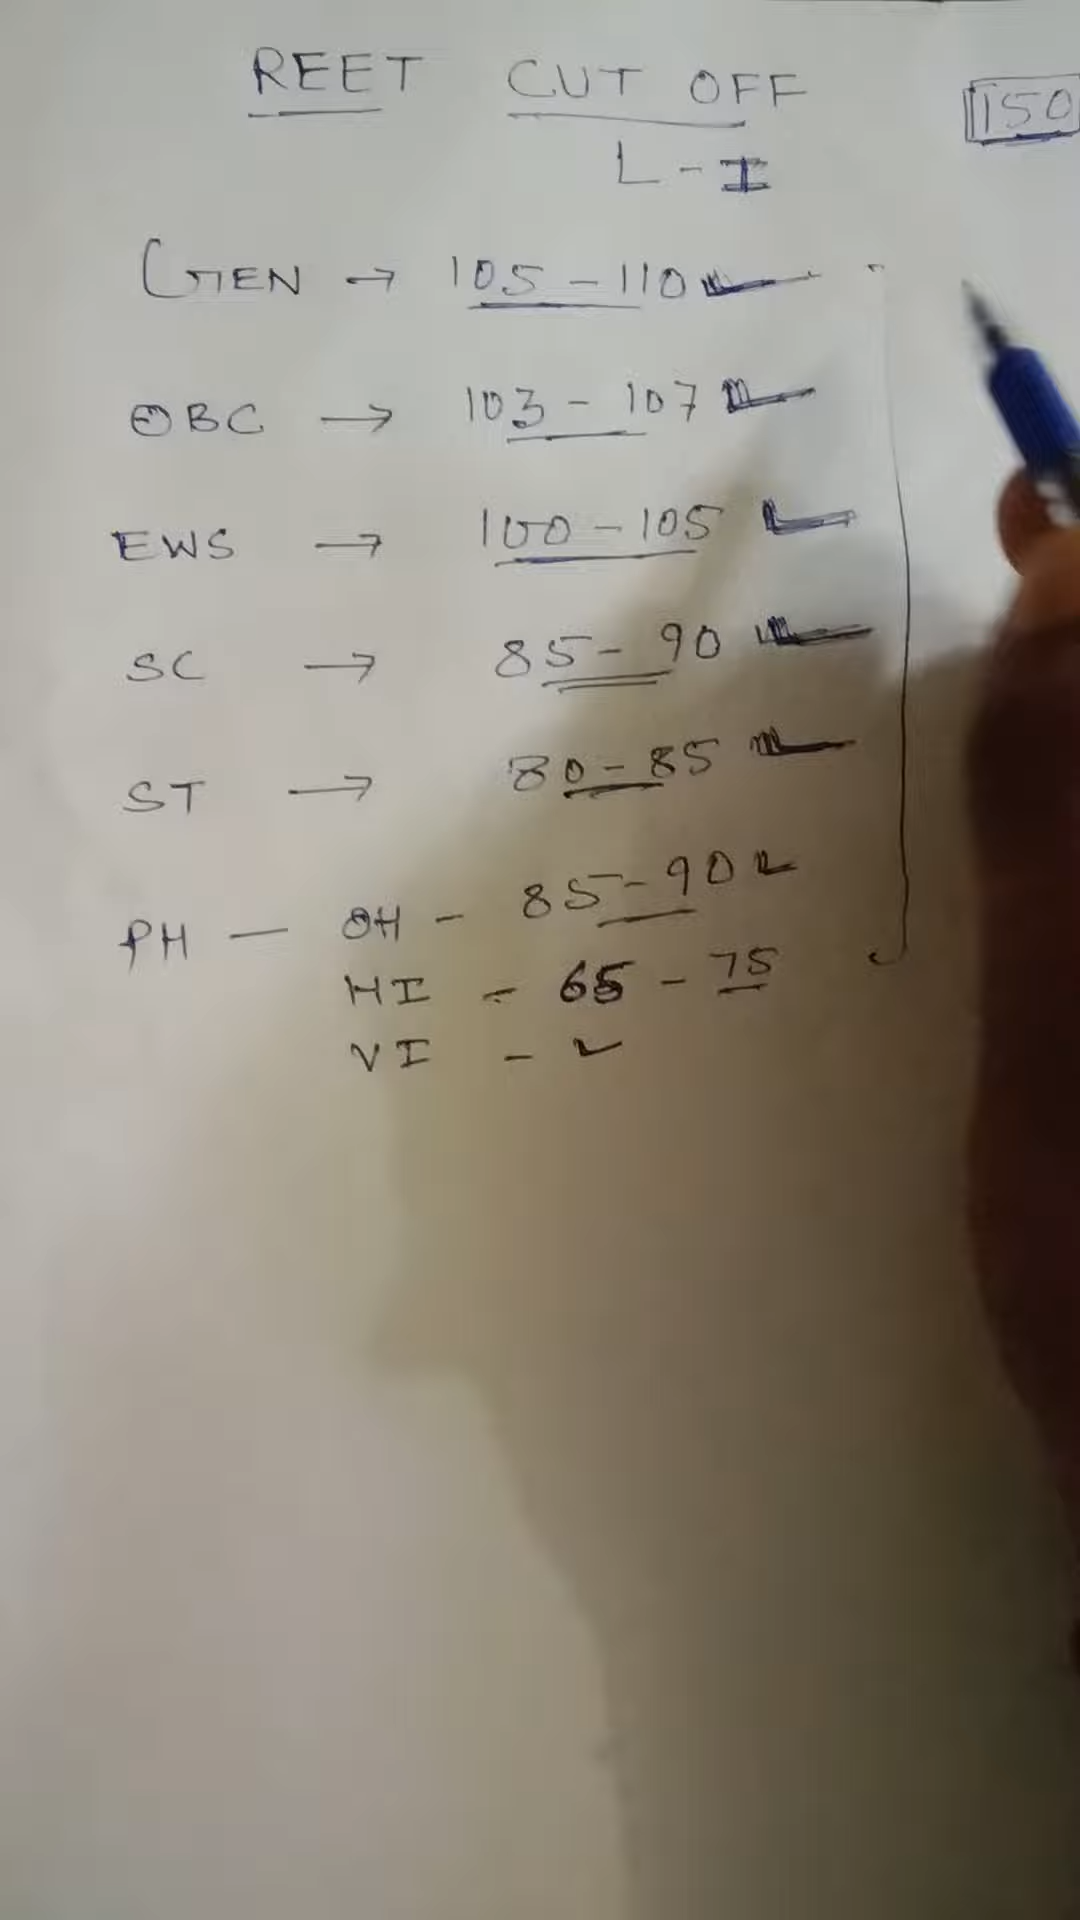 REET CUT OFF
150
L - I
GEN → 105 - 110
OBC → 103 - 107
EWS → 100 - 105
SC → 85 - 90
ST → 80 - 85
PH — OH - 85 - 90
HI - 65 - 75
VI -